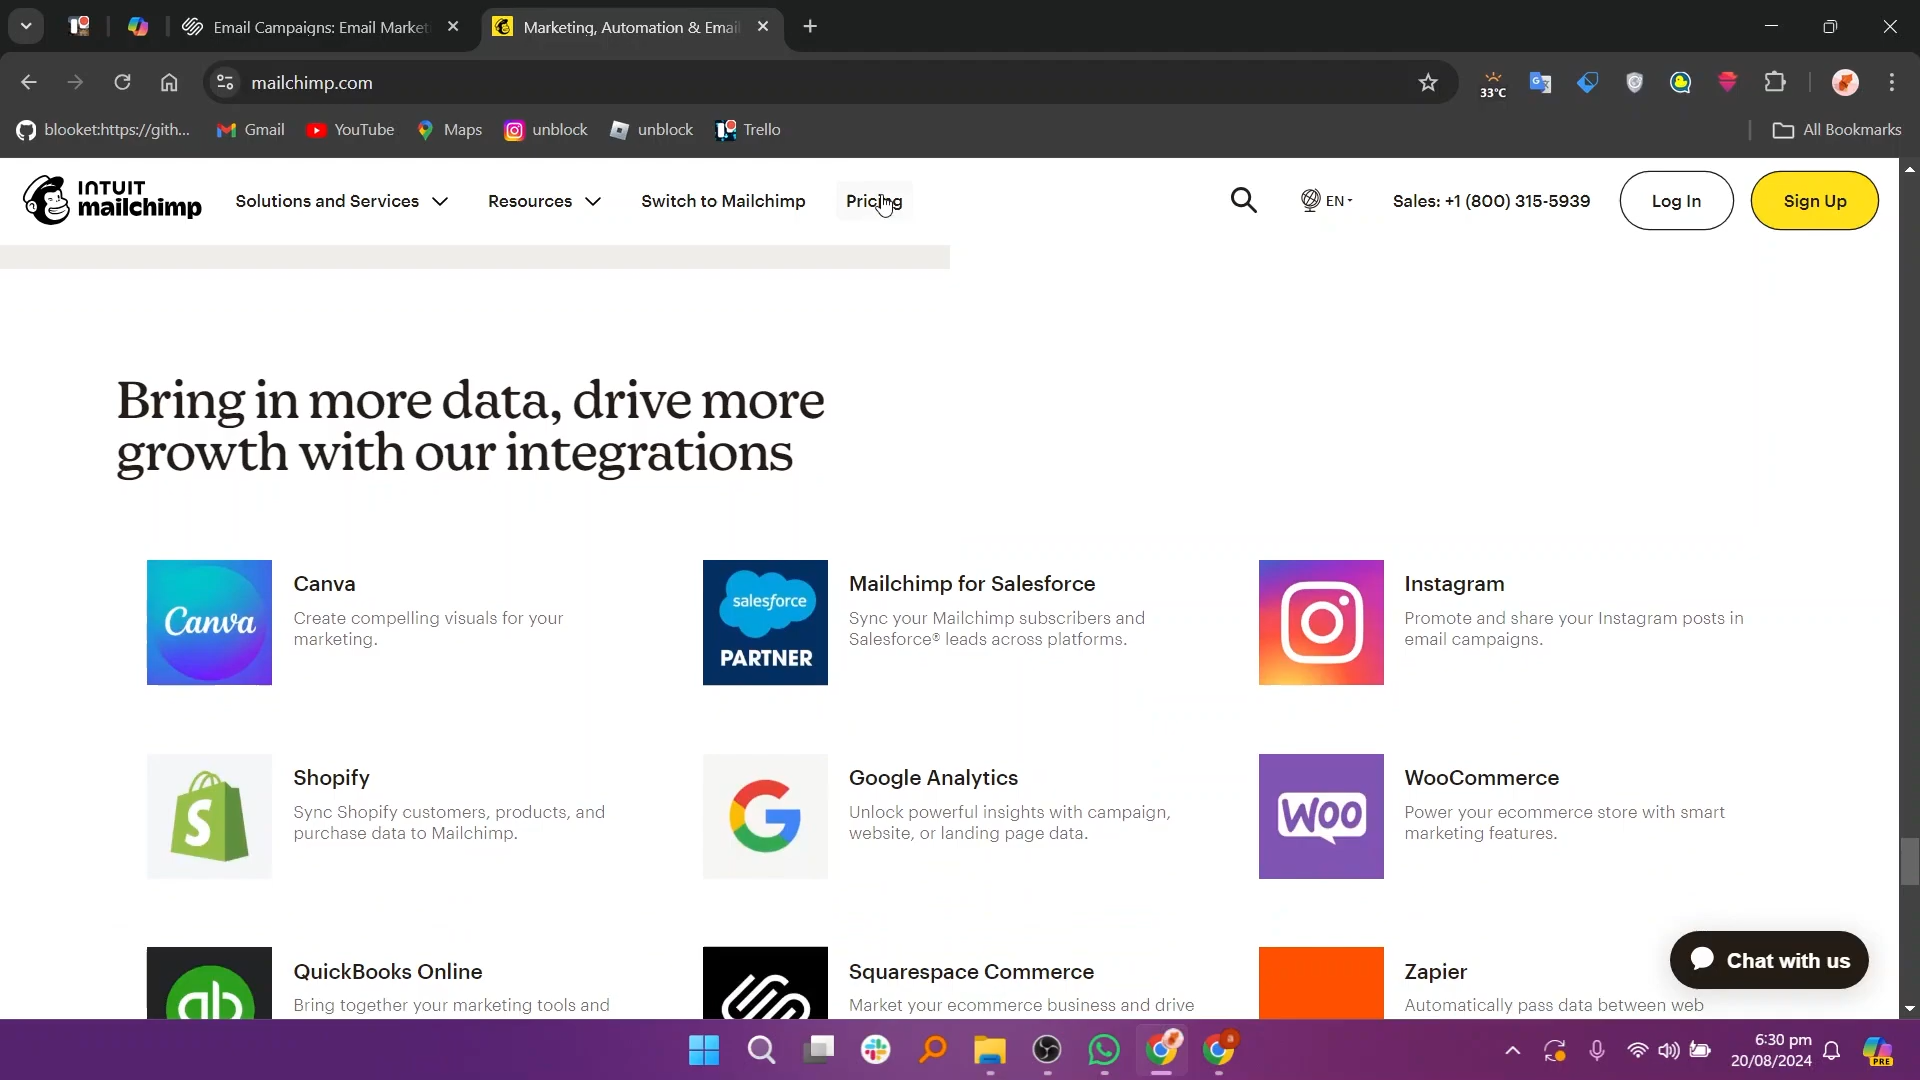 Email Campaigns: Email Market
Marketing, Automation & Email
mailchimp.com
33°C
blooket:https://gith...
Gmail
YouTube
Maps
unblock
unblock
Trello
All Bookmarks
INTUIT
mailchimp
Solutions and Services
Resources
Switch to Mailchimp
Pricing
EN
Sales: +1 (800) 315-5939
Log In
Sign Up
Bring in more data, drive more
growth with our integrations
Canva
Canva
Create compelling visuals for your
marketing.
salesforce
PARTNER
Mailchimp for Salesforce
Sync your Mailchimp subscribers and
Salesforce® leads across platforms.
Instagram
Promote and share your Instagram posts in
email campaigns.
S
Shopify
Sync Shopify customers, products, and
purchase data to Mailchimp.
G
Google Analytics
Unlock powerful insights with campaign,
website, or landing page data.
WOO
WooCommerce
Power your ecommerce store with smart
marketing features.
qb
QuickBooks Online
Bring together your marketing tools and
Squarespace Commerce
Market your ecommerce business and drive
Zapier
Automatically pass data between web
Chat with us
6:30 pm
20/08/2024
PRE